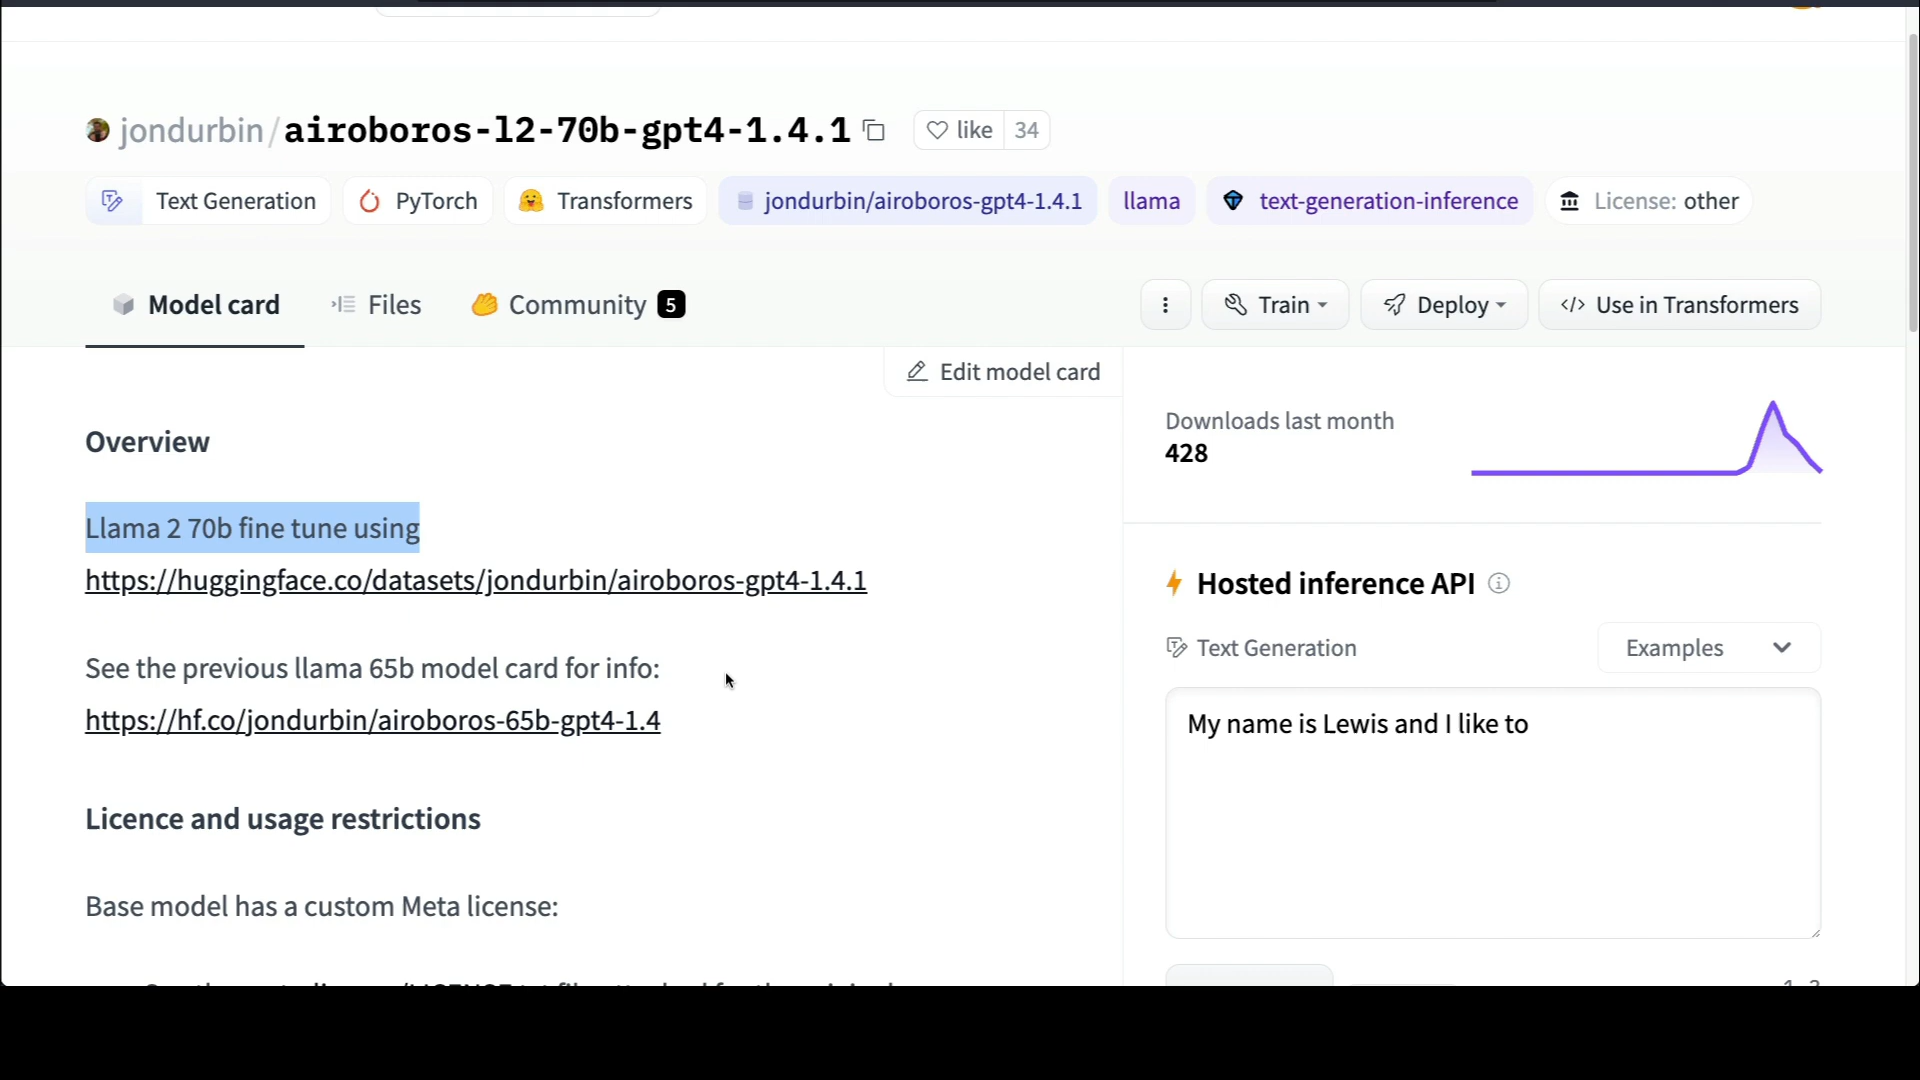 jondurbin/airoboros-l2-70b-gpt4-1.4.1 like 34
Text Generation PyTorch Transformers jondurbin/airoboros-gpt4-1.4.1 llama text-generation-inference License: other
Model card Files Community 5 Train Deploy </> Use in Transformers
Edit model card
Overview
Llama 2 70b fine tune using
https://huggingface.co/datasets/jondurbin/airoboros-gpt4-1.4.1
See the previous llama 65b model card for info:
https://hf.co/jondurbin/airoboros-65b-gpt4-1.4
Licence and usage restrictions
Base model has a custom Meta license:
Downloads last month
428
Hosted inference API
Text Generation Examples
My name is Lewis and I like to